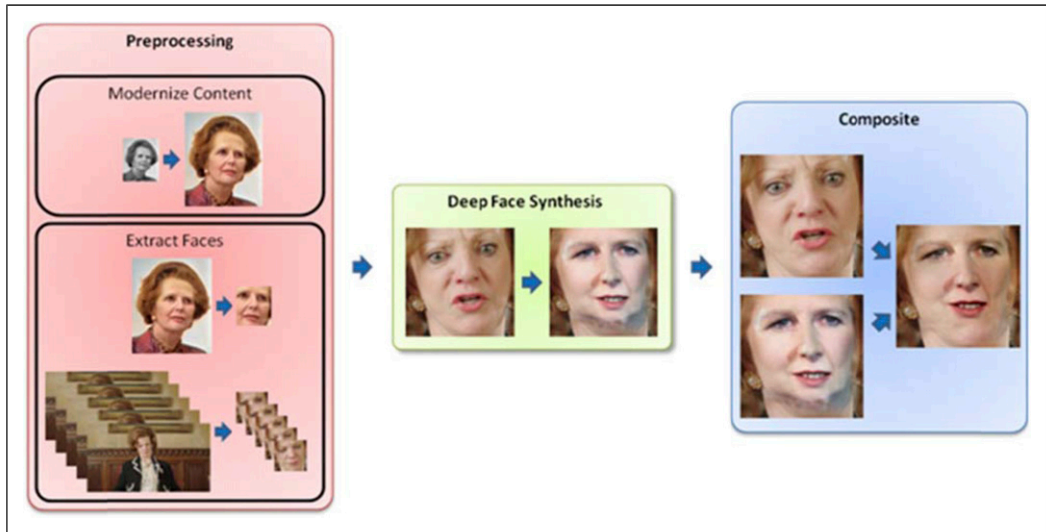 Preprocessing
Modernize Content
Extract Faces
Deep Face Synthesis
Composite